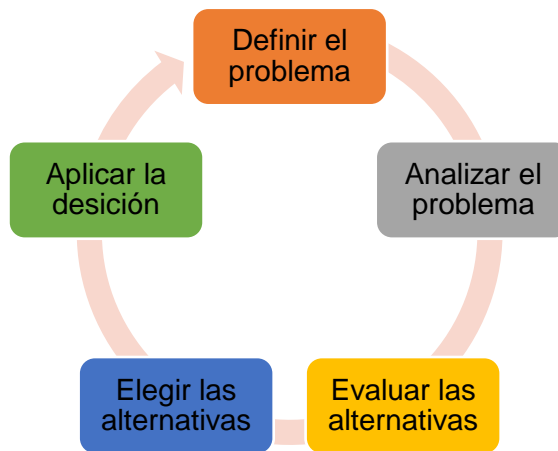 Definir el
problema
Analizar el
problema
Evaluar las
alternativas
Elegir las
alternativas
Aplicar la
desición